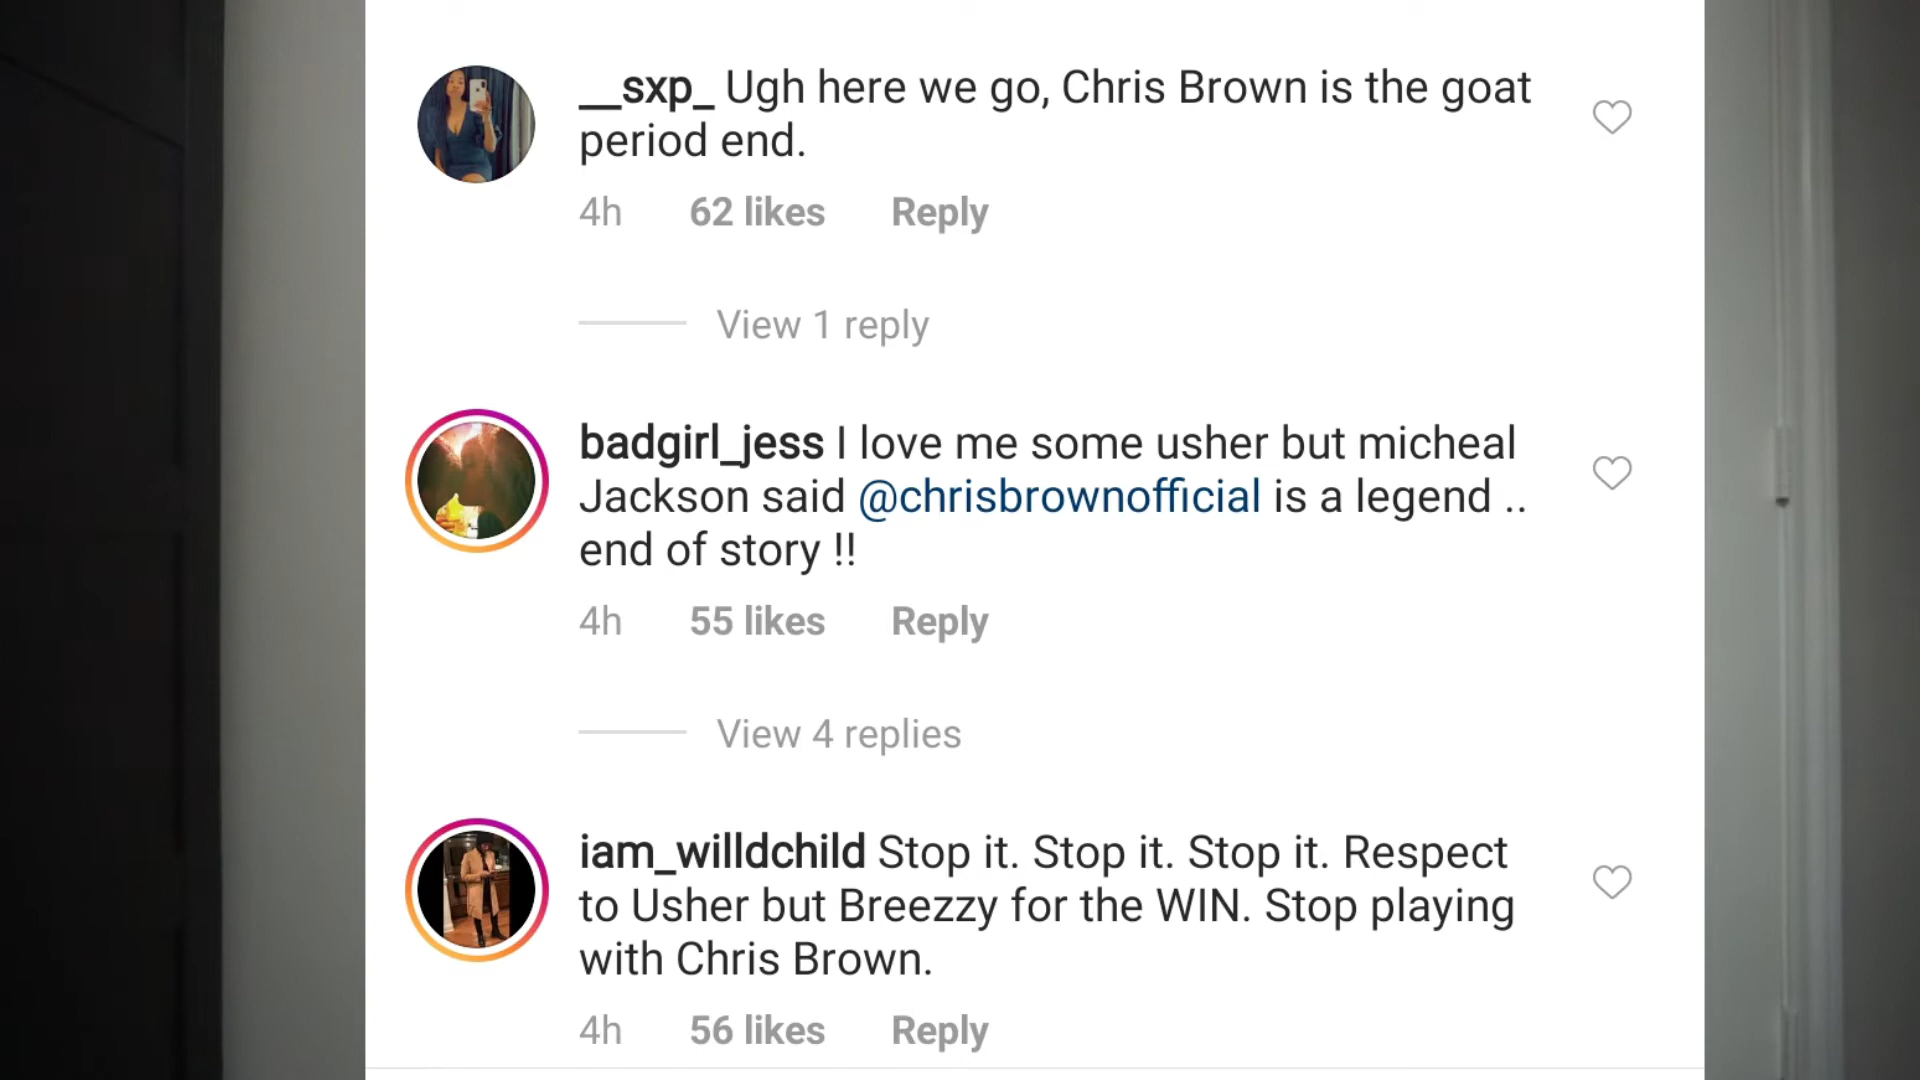 __sxp_ Ugh here we go, Chris Brown is the goat
period end.
4h 62 likes Reply
View 1 reply
badgirl_jess I love me some usher but micheal
Jackson said @chrisbrownofficial is a legend ..
end of story !!
4h 55 likes Reply
View 4 replies
iam_willdchild Stop it. Stop it. Stop it. Respect
to Usher but Breezzy for the WIN. Stop playing
with Chris Brown.
4h 56 likes Reply